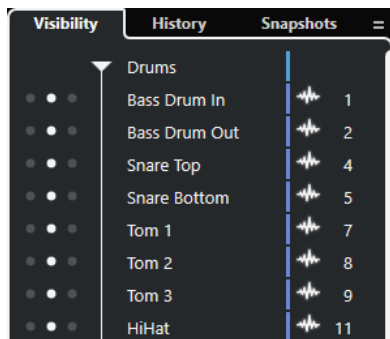 Visibility History Snapshots
Drums
Bass Drum In 1
Bass Drum Out 2
Snare Top 4
Snare Bottom 5
Tom 1 7
Tom 2 8
Tom 3 9
HiHat 11